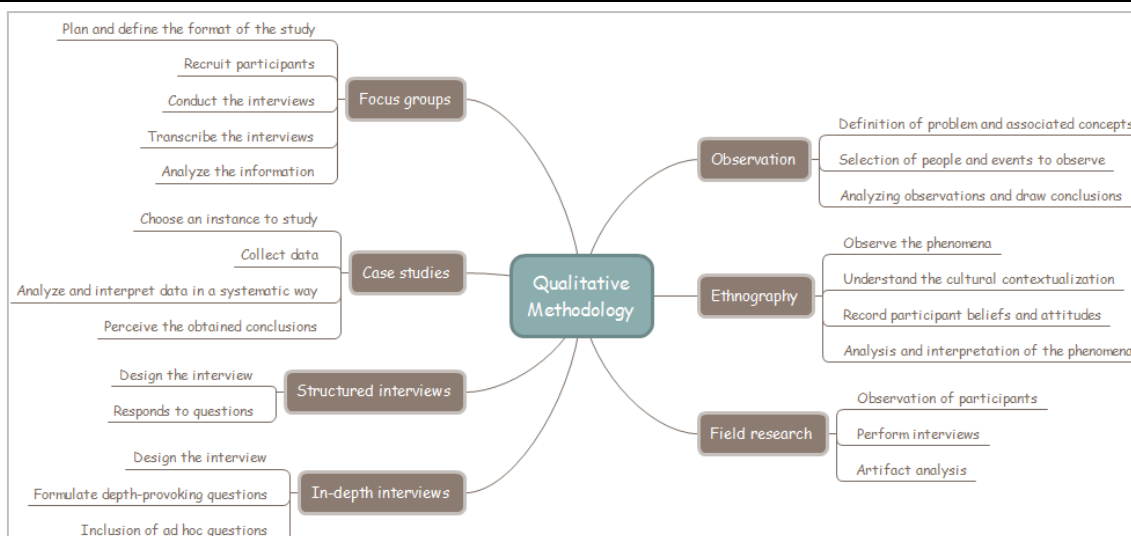 Plan and define the format of the study
Recruit participants
Conduct the interviews
Transcribe the interviews
Analyze the information
Focus groups
Choose an instance to study
Collect data
Analyze and interpret data in a systematic way
Perceive the obtained conclusions
Case studies
Design the interview
Responds to questions
Structured interviews
Design the interview
Formulate depth-provoking questions
Inclusion of ad hoc questions
In-depth interviews
Qualitative
Methodology
Observation
Definition of problem and associated concepts
Selection of people and events to observe
Analyzing observations and draw conclusions
Ethnography
Observe the phenomena
Understand the cultural contextualization
Record participant beliefs and attitudes
Analysis and interpretation of the phenomena
Field research
Observation of participants
Perform interviews
Artifact analysis